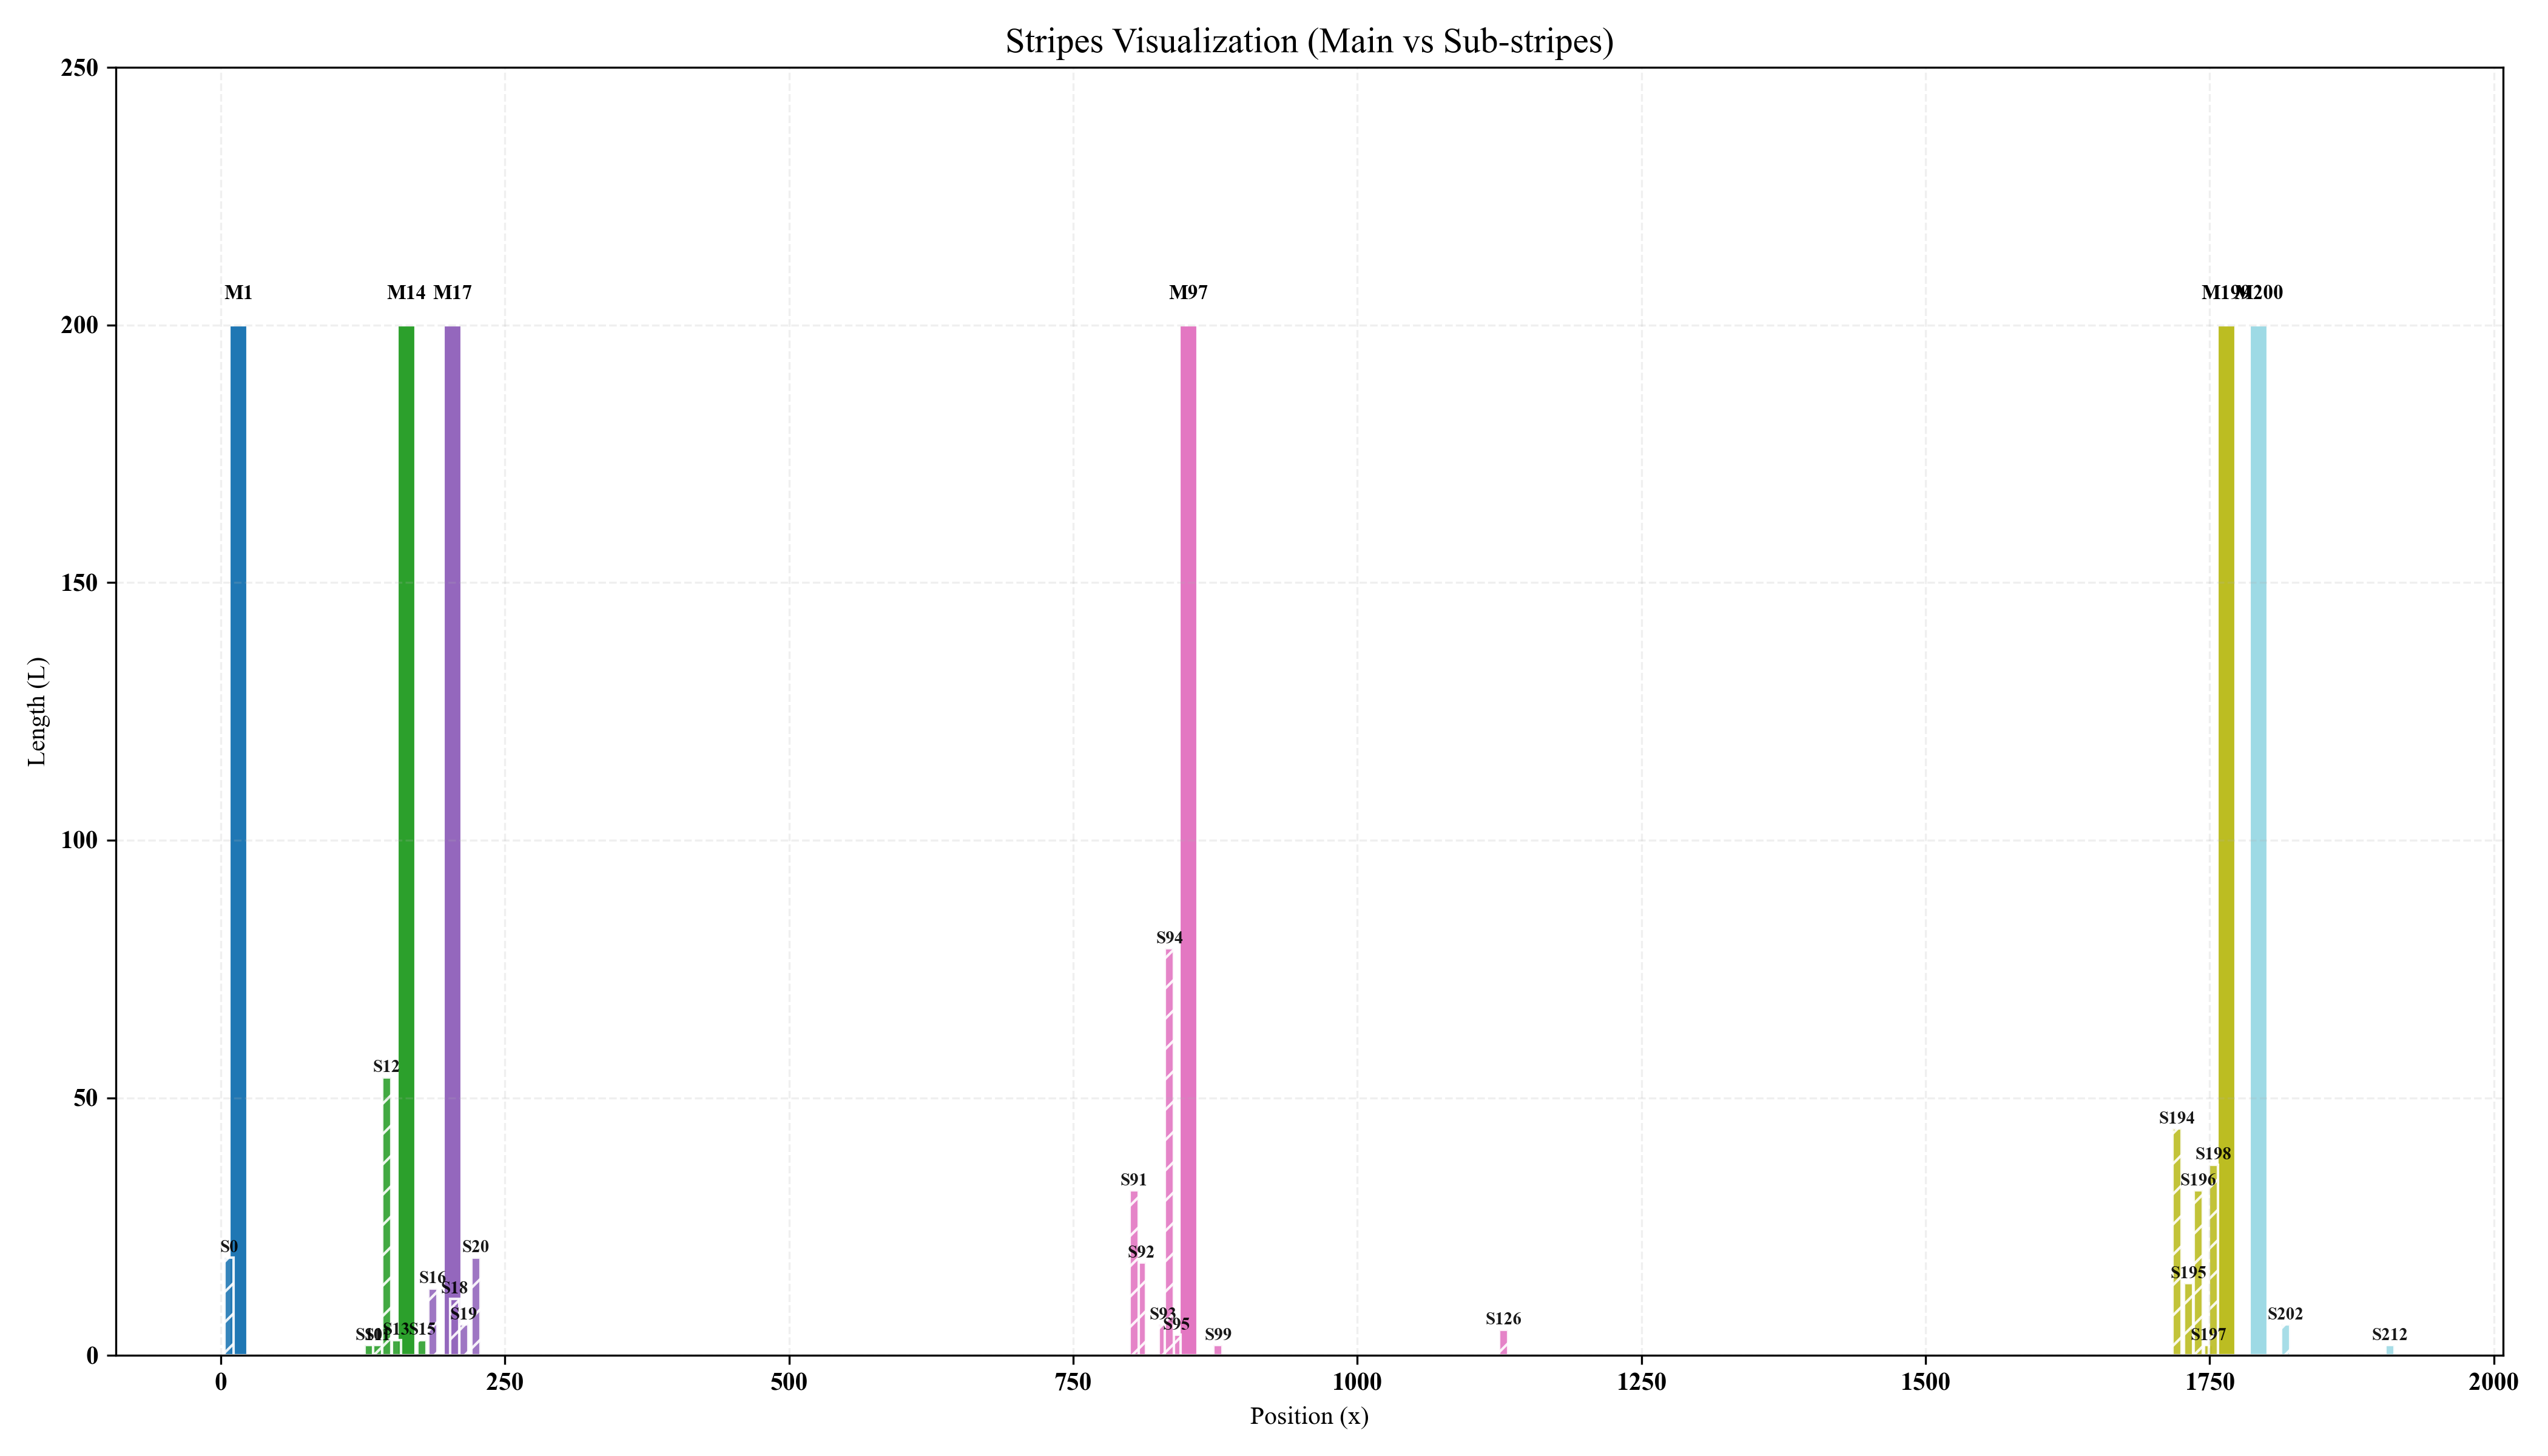 Stripes Visualization (Main vs Sub-stripes)
250
M1 M14 M17 M97 M200
200
150
Length (L)
100
S94
S12
50
S194
S198
S91 S196
S0 S20 S92
S16 S195
S18
S19 S93 S126 S202
S13 S15 S95
S99 S197 S212
0
0 250 500 750 1000 1250 1500 1750 2000
Position (x)